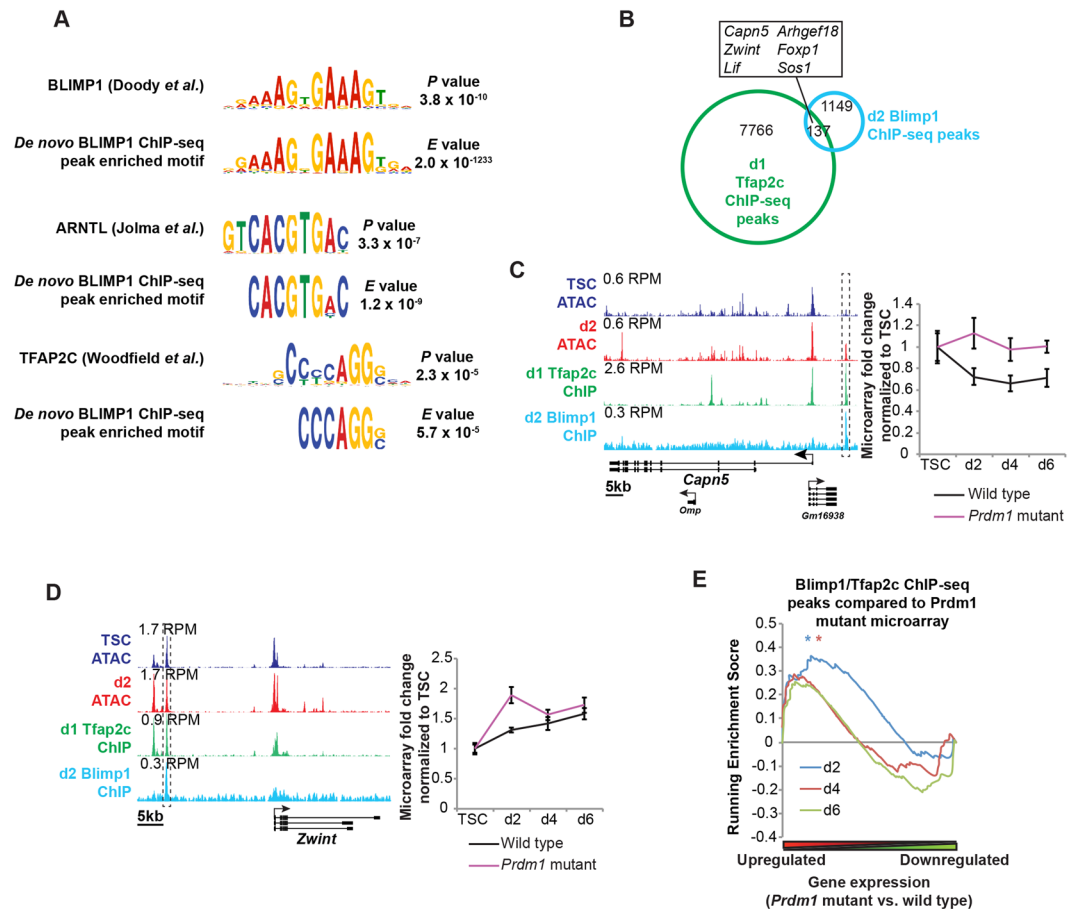 A
BLIMP1 (Doody et al.)
P value
3.8 x 10-10
De novo BLIMP1 ChIP-seq
peak enriched motif
E value
2.0 x 10-1233
ARNTL (Jolma et al.)
P value
3.3 x 10-7
De novo BLIMP1 ChIP-seq
peak enriched motif
E value
1.2 x 10-9
TFAP2C (Woodfield et al.)
P value
2.3 x 10-5
De novo BLIMP1 ChIP-seq
peak enriched motif
E value
5.7 x 10-5
B
Capn5 Arhgef18
Zwint Foxp1
Lif Sos1
7766
137
1149
d2 Blimp1
ChIP-seq peaks
d1
Tfap2c
ChIP-seq
peaks
C
TSC
ATAC
0.6 RPM
d2
ATAC
0.6 RPM
d1 Tfap2c
ChIP
2.6 RPM
d2 Blimp1
ChIP
0.3 RPM
Capn5
5kb
Omp
Gm16938
Microarray fold change
normalized to TSC
1.4
1.2
1
0.8
0.6
0.4
0.2
0
TSC d2 d4 d6
Wild type
Prdm1 mutant
D
TSC
ATAC
1.7 RPM
d2
ATAC
1.7 RPM
d1 Tfap2c
ChIP
0.9 RPM
d2 Blimp1
ChIP
0.3 RPM
5kb
Zwint
Microarray fold change
normalized to TSC
2.5
2
1.5
1
0.5
0
TSC d2 d4 d6
Wild type
Prdm1 mutant
E
Blimp1/Tfap2c ChIP-seq
peaks compared to Prdm1
mutant microarray
Running Enrichment Socre
0.5
0.4
0.3
0.2
0.1
0
-0.1
-0.2
-0.3
-0.4
* *
d2
d4
d6
Upregulated Downregulated
Gene expression
(Prdm1 mutant vs. wild type)